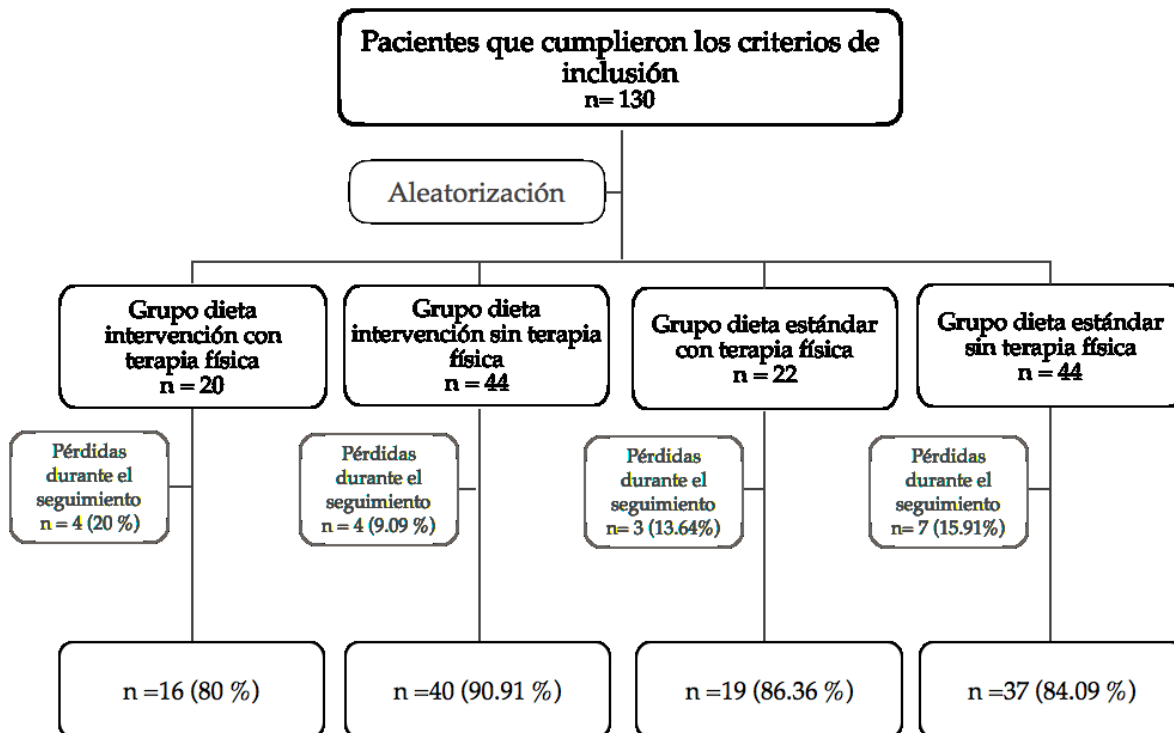 Pacientes que cumplieron los criterios de
inclusión
n= 130
Aleatorización
Grupo dieta
intervención con
terapia física
n = 20
Grupo dieta
intervención sin terapia
física
n = 44
Grupo dieta estándar
con terapia física
n = 22
Grupo dieta estándar
sin terapia física
n = 44
Pérdidas
durante el
seguimiento
n = 4 (20 %)
Pérdidas
durante el
seguimiento
n = 4 (9.09 %)
Pérdidas
durante el
seguimiento
n= 3 (13.64%)
Pérdidas
durante el
seguimiento
n= 7 (15.91%)
n =16 (80 %)
n =40 (90.91 %)
n =19 (86.36 %)
n =37 (84.09 %)